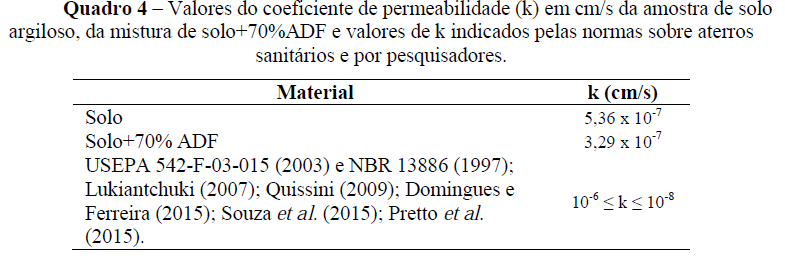 Quadro 4 – Valores do coeficiente de permeabilidade (k) em cm/s da amostra de solo
argiloso, da mistura de solo+70%ADF e valores de k indicados pelas normas sobre aterros
sanitários e por pesquisadores.
Material k (cm/s)
Solo 5,36 x 10⁻⁷
Solo+70% ADF 3,29 x 10⁻⁷
USEPA 542-F-03-015 (2003) e NBR 13886 (1997);
Lukiantchuki (2007); Quissini (2009); Domingues e
Ferreira (2015); Souza et al. (2015); Pretto et al.
(2015).
10⁻⁶ ≤ k ≤ 10⁻⁸